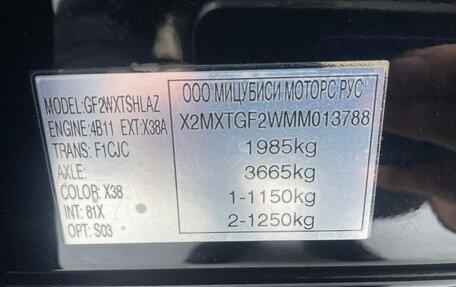 MODEL:GF2WXTSHLAZ
ENGINE:4B11 EXT:X38A
TRANS: F1CJC
AXLE:
COLOR: X38
INT: 81X
OPT: S03
ООО МИЦУБИСИ МОТОРС РУС
X2MXTGF2WMM013788
1985kg
3665kg
1-1150kg
2-1250kg